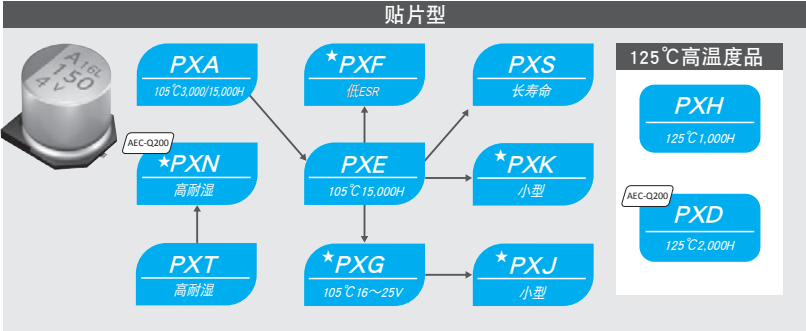 贴片型
A16L
150
4V
PXA
105℃3,000/15,000H
★PXF
低ESR
PXS
长寿命
125℃高温度品
PXH
125℃1,000H
AEC-Q200
★PXN
高耐湿
PXE
105℃15,000H
★PXK
小型
AEC-Q200
PXD
125℃2,000H
PXT
高耐湿
★PXG
105℃16～25V
★PXJ
小型